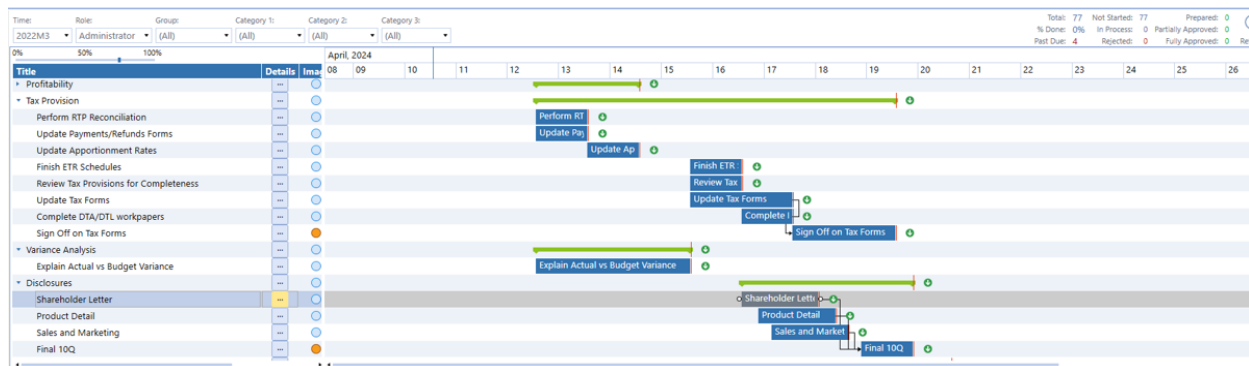 Time: Role: Group: Category 1: Category 2: Category 3:
2022M3 Administrator (All) (All) (All) (All)
Total: 77 Not Started: 77 Prepared: 0
% Done: 0% In Process: 0 Partially Approved: 0
Past Due: 4 Rejected: 0 Fully Approved: 0 Re
0% 50% 100% April, 2024
Title Details Imag 08 09 10 11 12 13 14 15 16 17 18 19 20 21 22 23 24 25 26
Profitability ...
Tax Provision ...
Perform RTP Reconciliation ... Perform RT
Update Payments/Refunds Forms ... Update Pay
Update Apportionment Rates ... Update Ap
Finish ETR Schedules ... Finish ETR
Review Tax Provisions for Completeness ... Review Tax
Update Tax Forms ... Update Tax Forms
Complete DTA/DTL workpapers ... Complete I
Sign Off on Tax Forms ... Sign Off on Tax Forms
Variance Analysis ...
Explain Actual vs Budget Variance ... Explain Actual vs Budget Variance
Disclosures ...
Shareholder Letter ... Shareholder Lett
Product Detail ... Product Detail
Sales and Marketing ... Sales and Market
Final 10Q ... Final 10Q